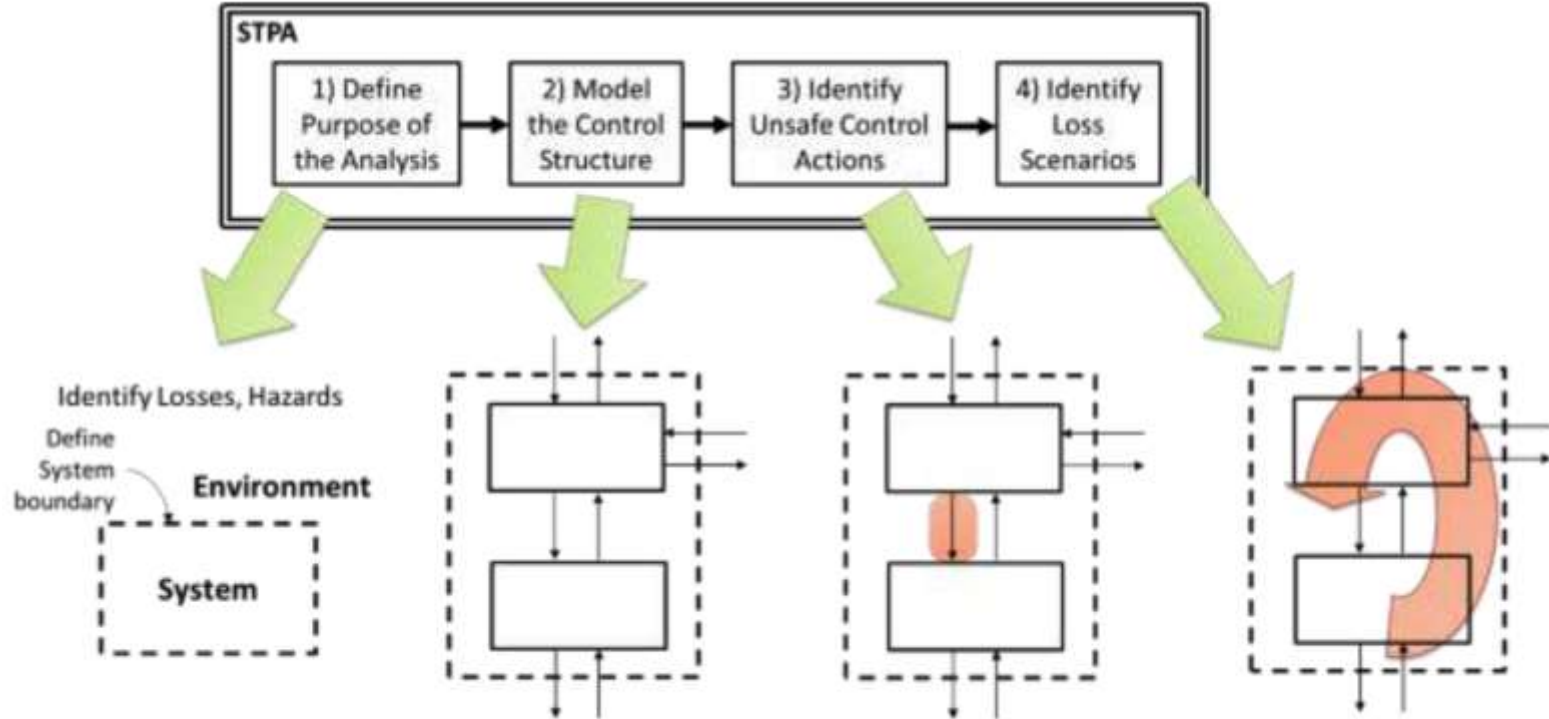 STPA
1) Define
Purpose of
the Analysis
2) Model
the Control
Structure
3) Identify
Unsafe Control
Actions
4) Identify
Loss
Scenarios
Identify Losses, Hazards
Define
System
boundary
Environment
System